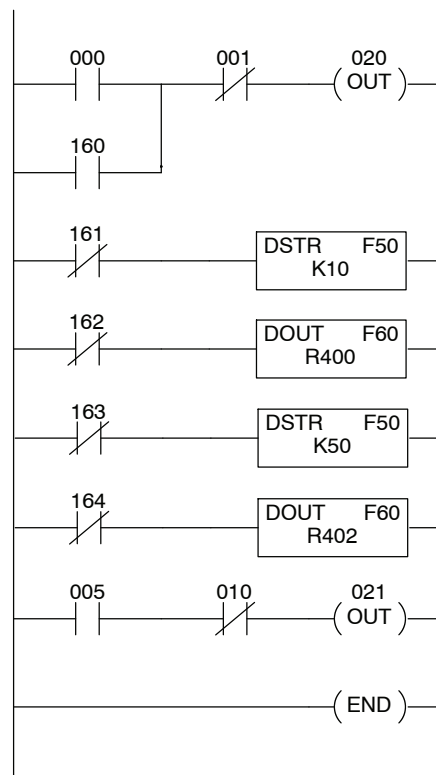 000 001 020
OUT
160
161
DSTR F50
K10
162
DOUT F60
R400
163
DSTR F50
K50
164
DOUT F60
R402
005 010 021
OUT
END